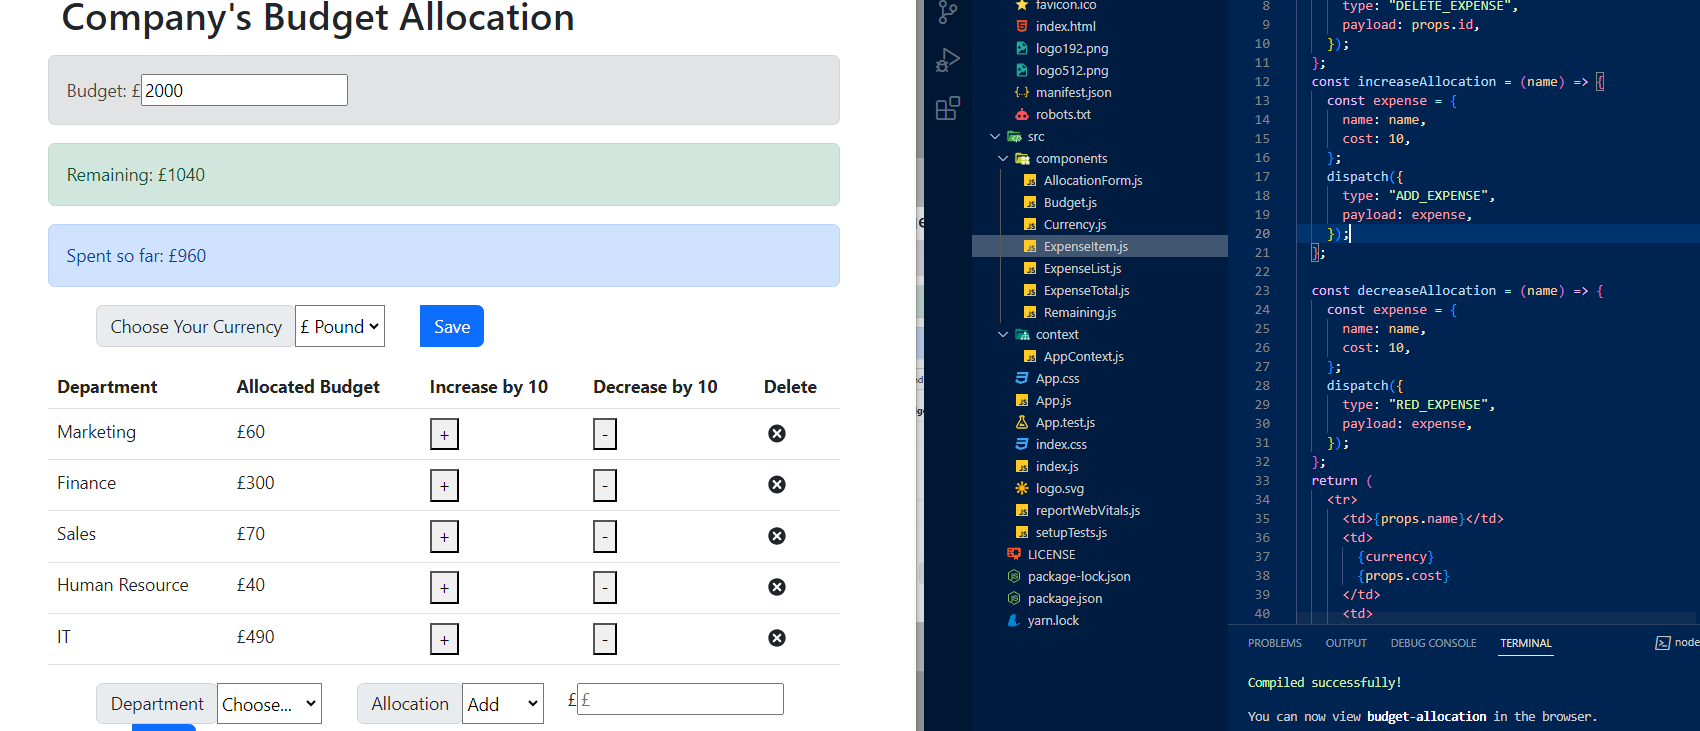 Company's Budget Allocation
Budget: £ 2000
Remaining: £1040
Spent so far: £960
Choose Your Currency £ Pound Save
Department Allocated Budget Increase by 10 Decrease by 10 Delete
Marketing £60 + -
Finance £300 + -
Sales £70 + -
Human Resource £40 + -
IT £490 + -
Department Choose... Allocation Add £ £
favicon.ico
index.html
logo192.png
logo512.png
manifest.json
robots.txt
src
components
AllocationForm.js
Budget.js
Currency.js
ExpenseItem.js
ExpenseList.js
ExpenseTotal.js
Remaining.js
context
AppContext.js
App.css
App.js
App.test.js
index.css
index.js
logo.svg
reportWebVitals.js
setupTests.js
LICENSE
package-lock.json
package.json
yarn.lock
8 type: "DELETE_EXPENSE",
9 payload: props.id,
10 });
11 };
12 const increaseAllocation = (name) => {
13 const expense = {
14 name: name,
15 cost: 10,
16 };
17 dispatch({
18 type: "ADD_EXPENSE",
19 payload: expense,
20 });
21 };
22
23 const decreaseAllocation = (name) => {
24 const expense = {
25 name: name,
26 cost: 10,
27 };
28 dispatch({
29 type: "RED_EXPENSE",
30 payload: expense,
31 });
32 };
33 return (
34 <tr>
35 <td>{props.name}</td>
36 <td>
37 {currency}
38 {props.cost}
39 </td>
40 <td>
PROBLEMS OUTPUT DEBUG CONSOLE TERMINAL node
Compiled successfully!
You can now view budget-allocation in the browser.